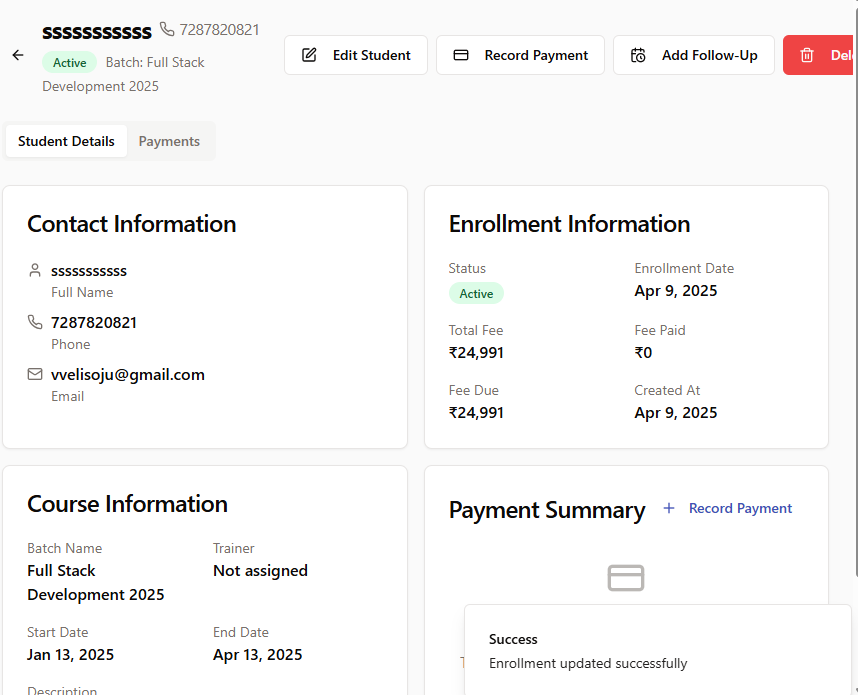 sssssssssss 7287820821
Active Batch: Full Stack
Development 2025
Edit Student
Record Payment
Add Follow-Up
Student Details
Payments
Contact Information
sssssssssss
Full Name
7287820821
Phone
vvelisoju@gmail.com
Email
Enrollment Information
Status
Active
Enrollment Date
Apr 9, 2025
Total Fee
₹24,991
Fee Paid
₹0
Fee Due
₹24,991
Created At
Apr 9, 2025
Course Information
Batch Name
Full Stack
Development 2025
Trainer
Not assigned
Start Date
Jan 13, 2025
End Date
Apr 13, 2025
Description
Payment Summary
+ Record Payment
Success
Enrollment updated successfully